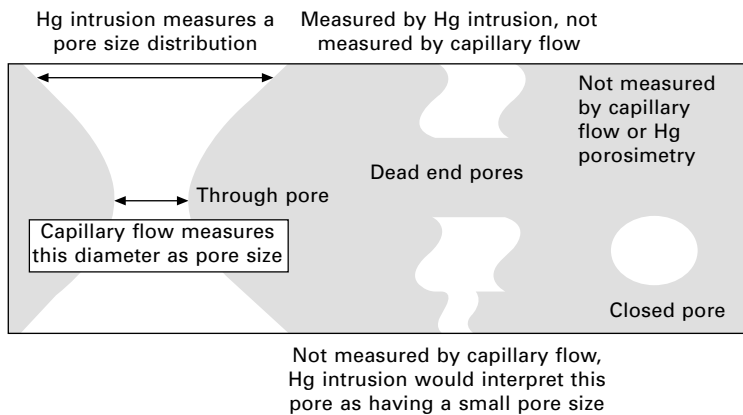 Hg intrusion measures a
pore size distribution
Measured by Hg intrusion, not
measured by capillary flow
Not measured
by capillary
flow or Hg
porosimetry
Dead end pores
Through pore
Capillary flow measures
this diameter as pore size
Closed pore
Not measured by capillary flow,
Hg intrusion would interpret this
pore as having a small pore size